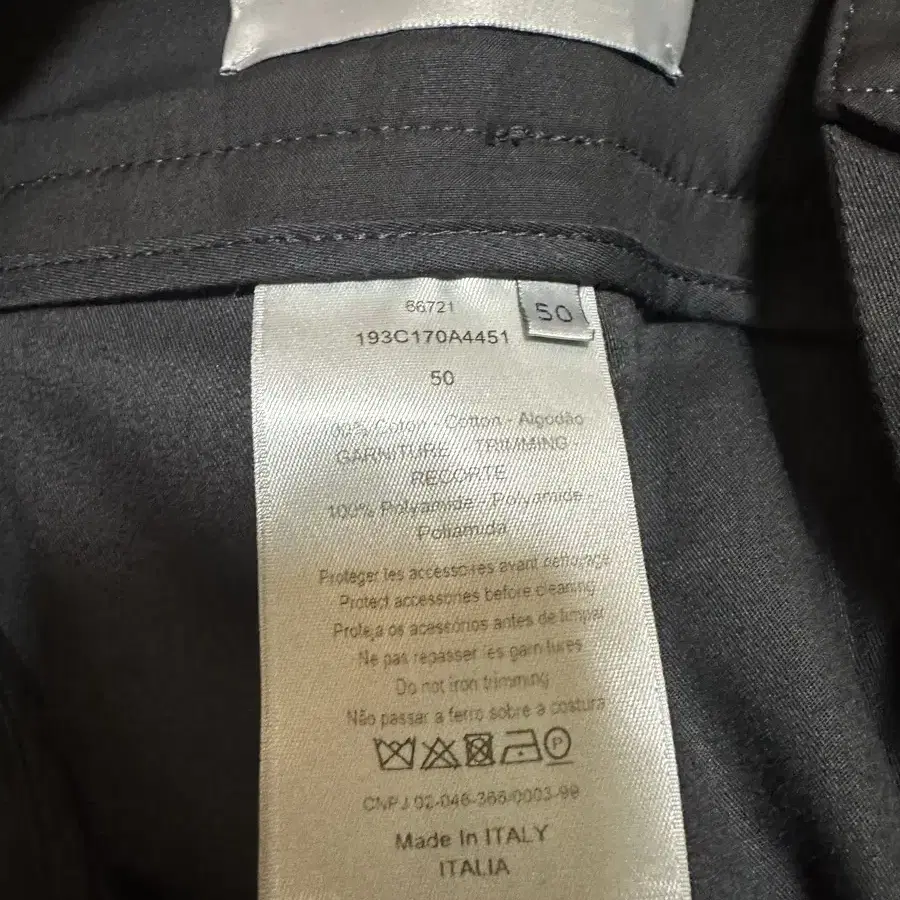 66721
50
193C170A4451
50
Coton - Cotton - Algodão
GARNITURE - TRIMMING -
RECORTE
100% Polyamide - Polyamide -
Poliamida
Protéger les accessoires avant nettoyage
Protect accessories before cleaning
Proteja os acessórios antes de limpar
Ne pas repasser les garnitures
Do not iron trimming
Não passar a ferro sobre a costura
P
CNPJ 02-046-366/0003-99
Made In ITALY
ITALIA